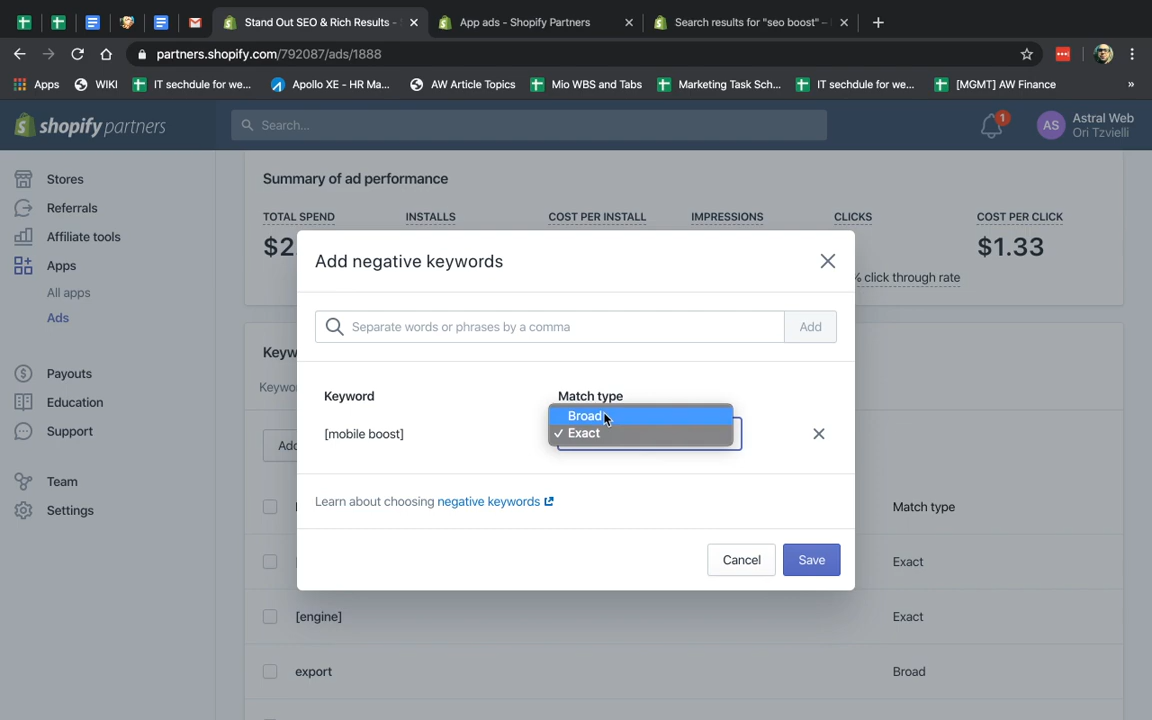 Stand Out SEO & Rich Results -
App ads - Shopify Partners
Search results for "seo boost" –
partners.shopify.com/792087/ads/1888
Apps
WIKI
IT sechdule for we...
Apollo XE - HR Ma...
AW Article Topics
Mio WBS and Tabs
Marketing Task Sch...
IT sechdule for we...
[MGMT] AW Finance
»
shopify partners
Search...
1
AS
Astral Web
Ori Tzvielli
Stores
Referrals
Affiliate tools
Apps
All apps
Ads
Payouts
Education
Support
Team
Settings
Summary of ad performance
TOTAL SPEND
INSTALLS
COST PER INSTALL
IMPRESSIONS
CLICKS
COST PER CLICK
$2
$1.33
% click through rate
Keyw
Keywo
Add negative keywords
Separate words or phrases by a comma
Add
Keyword
Match type
Broad
✓ Exact
[mobile boost]
Learn about choosing negative keywords
Cancel
Save
Match type
Exact
[engine]
Exact
export
Broad